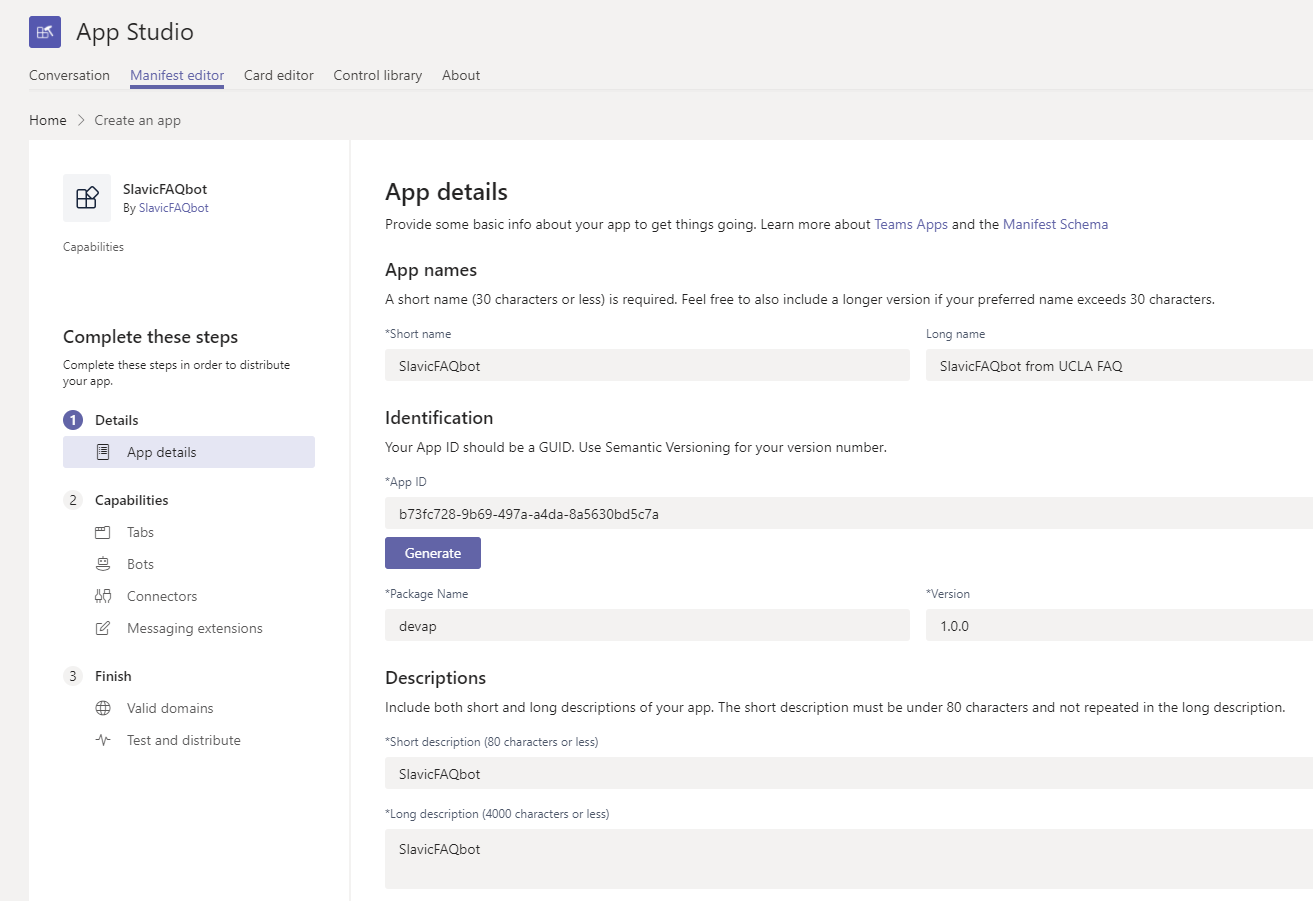 App Studio
Conversation Manifest editor Card editor Control library About
Home Create an app
SlavicFAQbot
By SlavicFAQbot
Capabilities
Complete these steps
Complete these steps in order to distribute
your app.
1 Details
App details
2 Capabilities
Tabs
Bots
Connectors
Messaging extensions
3 Finish
Valid domains
Test and distribute
App details
Provide some basic info about your app to get things going. Learn more about Teams Apps and the Manifest Schema
App names
A short name (30 characters or less) is required. Feel free to also include a longer version if your preferred name exceeds 30 characters.
*Short name Long name
SlavicFAQbot SlavicFAQbot from UCLA FAQ
Identification
Your App ID should be a GUID. Use Semantic Versioning for your version number.
*App ID
b73fc728-9b69-497a-a4da-8a5630bd5c7a
Generate
*Package Name *Version
devap 1.0.0
Descriptions
Include both short and long descriptions of your app. The short description must be under 80 characters and not repeated in the long description.
*Short description (80 characters or less)
SlavicFAQbot
*Long description (4000 characters or less)
SlavicFAQbot